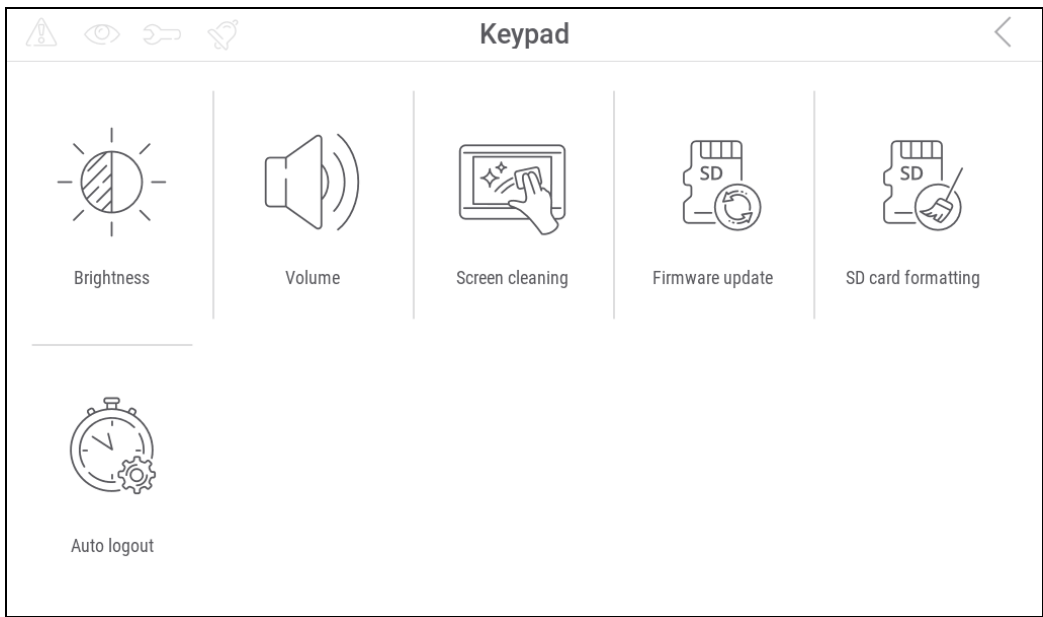 Keypad
SD
SD
Brightness
Volume
Screen cleaning
Firmware update
SD card formatting
Auto logout